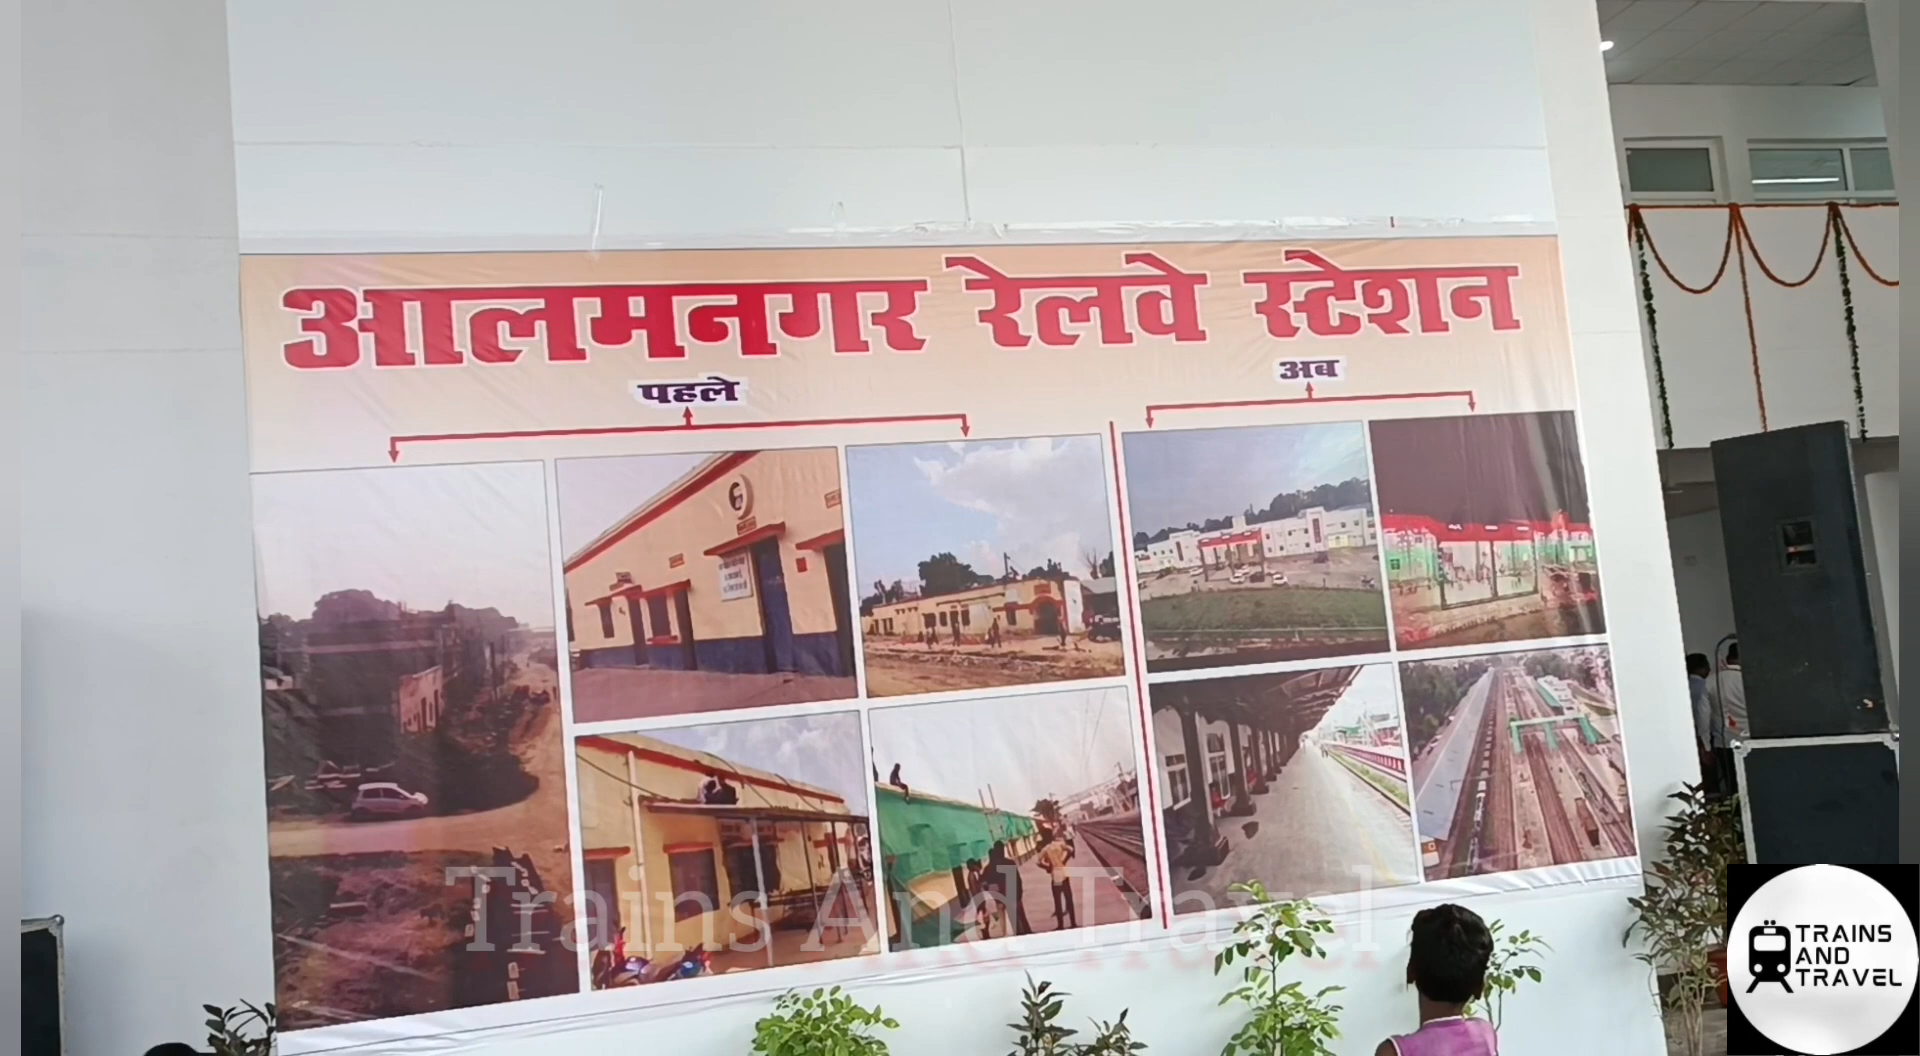 आलमनगर रेलवे स्टेशन
पहले
अब
Trains And Travel
TRAINS
AND
TRAVEL